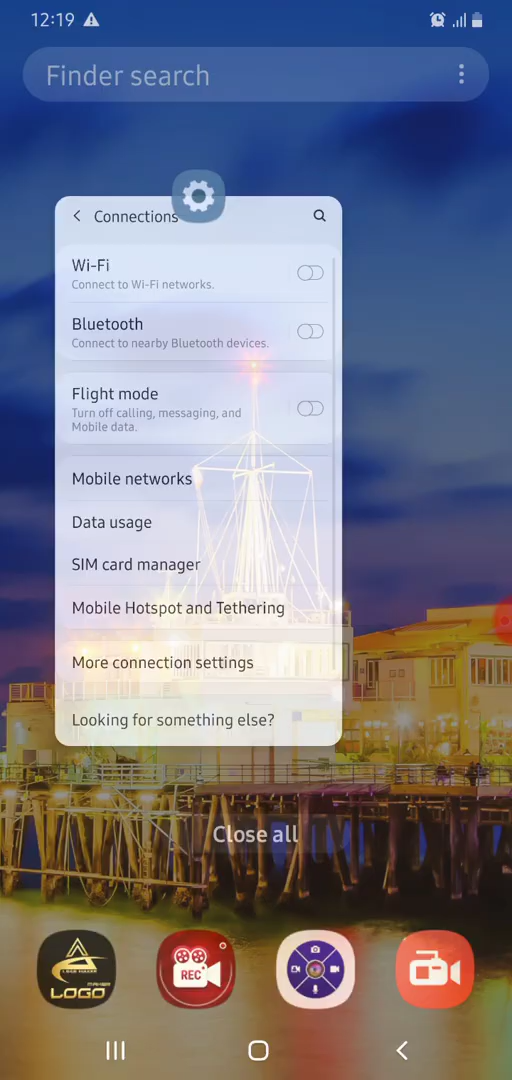 12:19
Finder search
Connections
Wi-Fi
Connect to Wi-Fi networks.
Bluetooth
Connect to nearby Bluetooth devices.
Flight mode
Turn off calling, messaging, and
Mobile data.
Mobile networks
Data usage
SIM card manager
Mobile Hotspot and Tethering
More connection settings
Looking for something else?
Close all
LOGO
REC